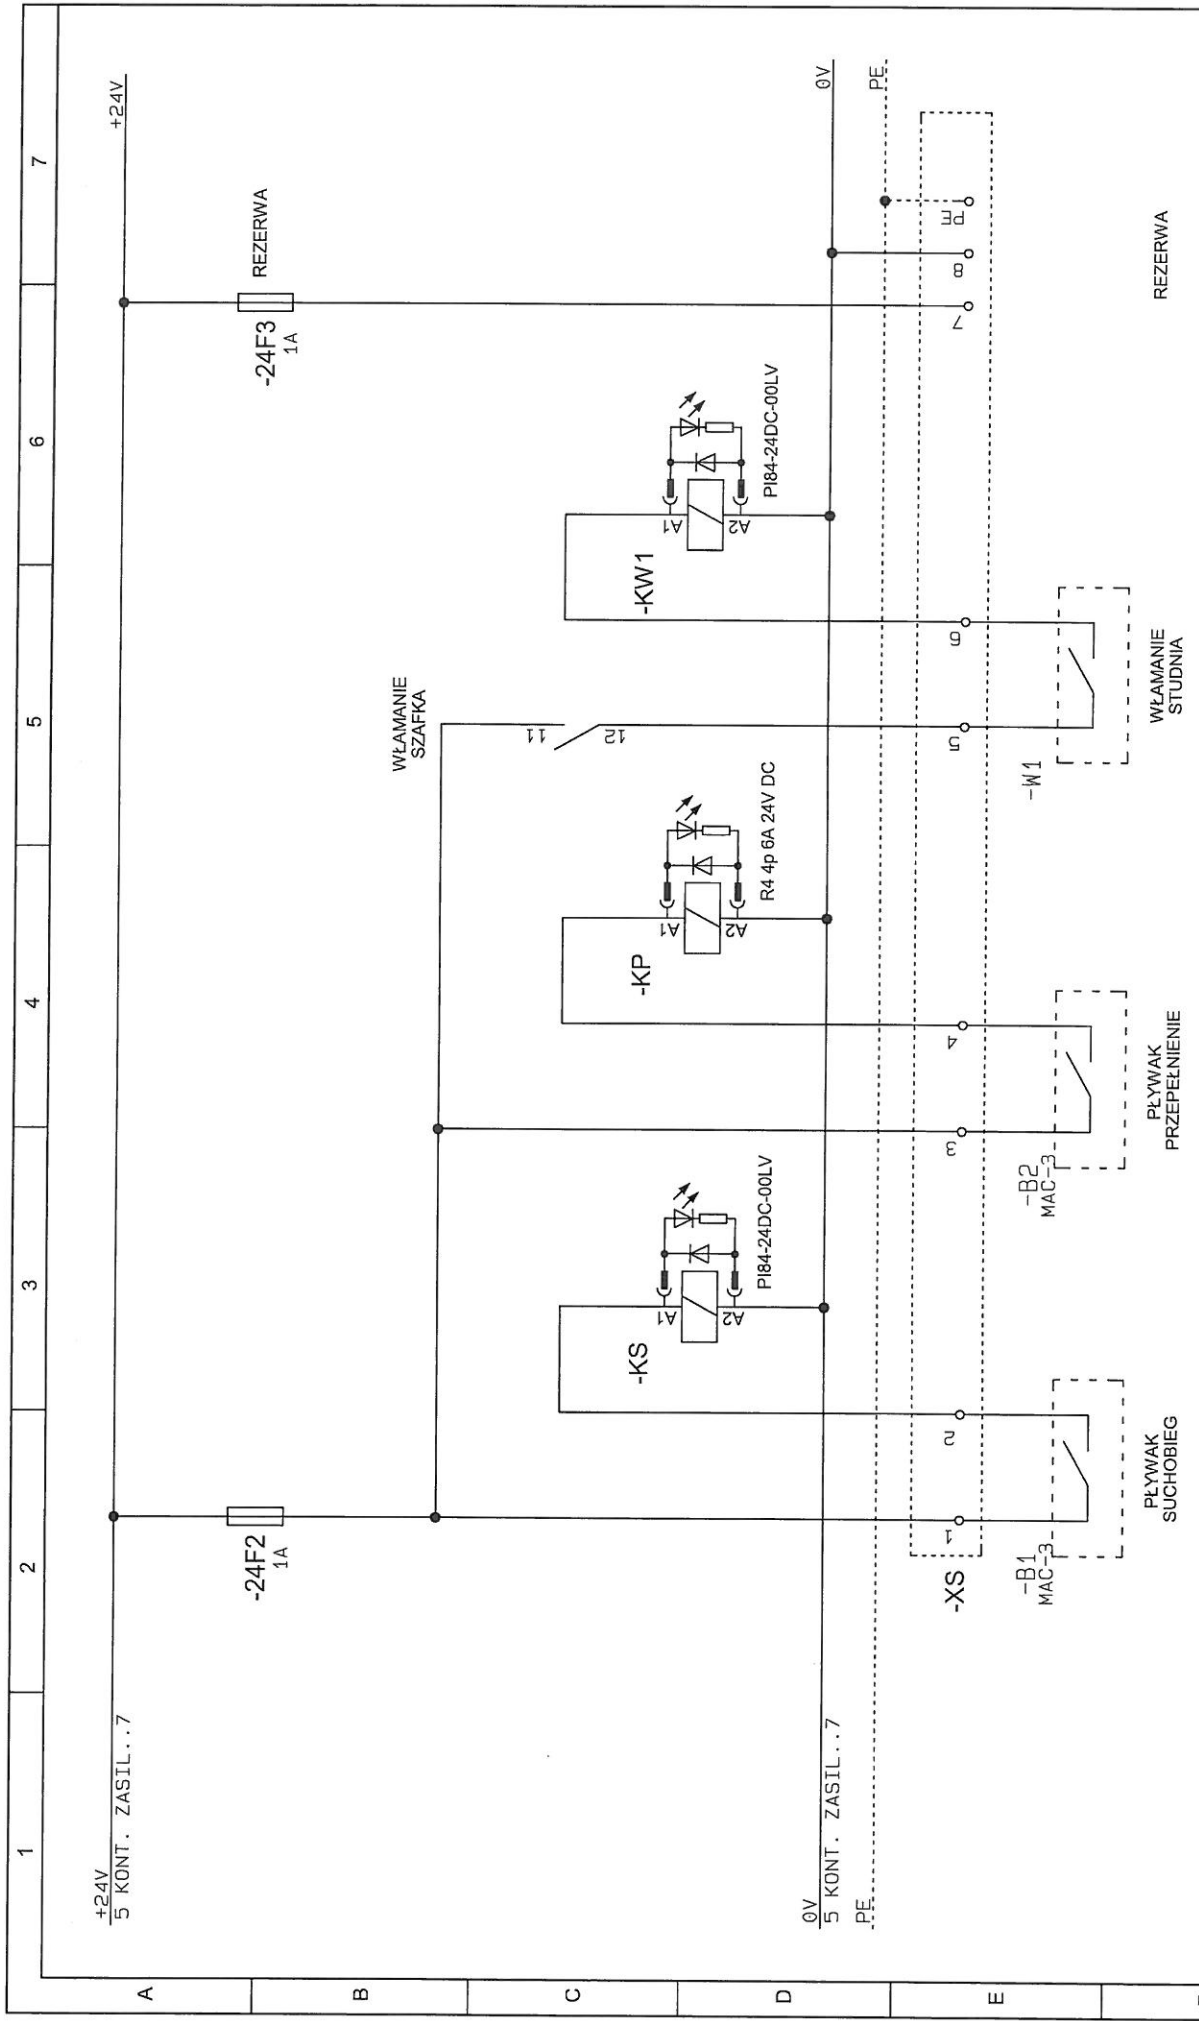 1
2
3
4
5
6
7
A
B
C
D
E
+24V
5 KONT. ZASIL..7
+24V
-24F2
1A
-24F3
1A
REZERWA
WŁAMANIE
SZAFKA
11
12
-KS
A1
A2
PI84-24DC-00LV
-KP
A1
A2
R4 4p 6A 24V DC
-KW1
A1
A2
PI84-24DC-00LV
0V
5 KONT. ZASIL..7
0V
PE
PE
-XS
1
2
3
4
5
6
7
8
PE
-B1
MAC-3
-B2
MAC-3
-W1
PŁYWAK
SUCHOBIEG
PŁYWAK
PRZEPEŁNIENIE
WŁAMANIE
STUDNIA
REZERWA